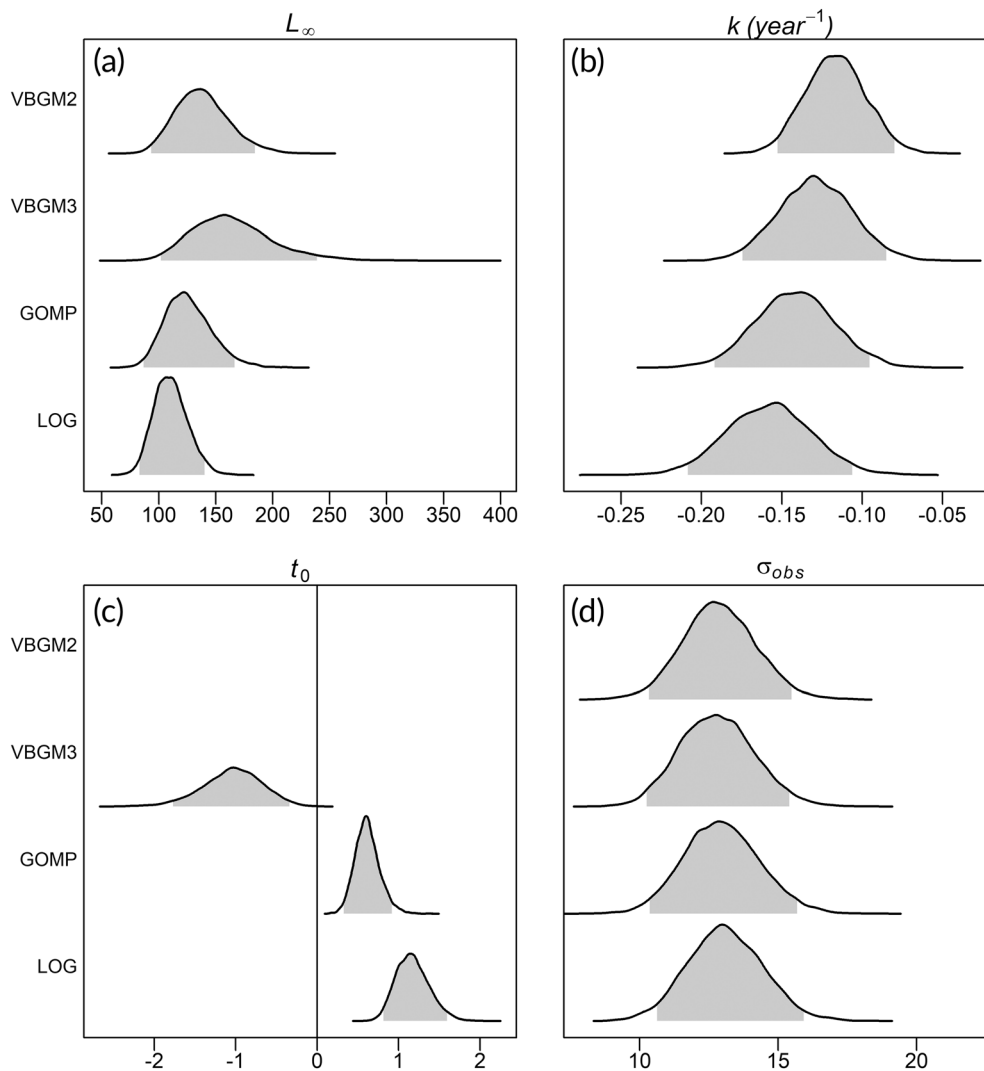 L∞
k (year⁻¹)
(a)
(b)
VBGM2
VBGM3
GOMP
LOG
50 100 150 200 250 300 350 400
-0.25 -0.20 -0.15 -0.10 -0.05
t₀
σobs
(c)
(d)
VBGM2
VBGM3
GOMP
LOG
-2 -1 0 1 2
10 15 20